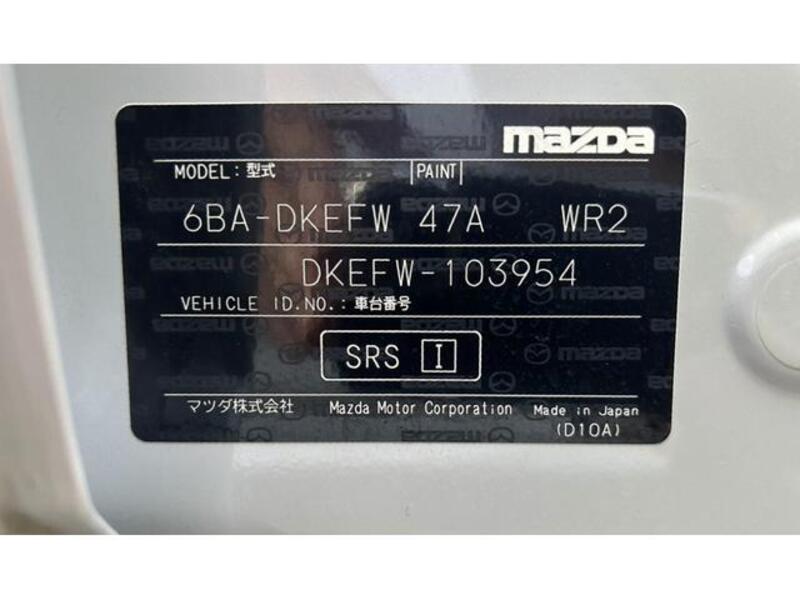 mazda
MODEL:型式 PAINT
6BA-DKEFW 47A WR2
DKEFW-103954
VEHICLE ID.NO.:車台番号
SRS I
マツダ株式会社 Mazda Motor Corporation Made in Japan
(D10A)